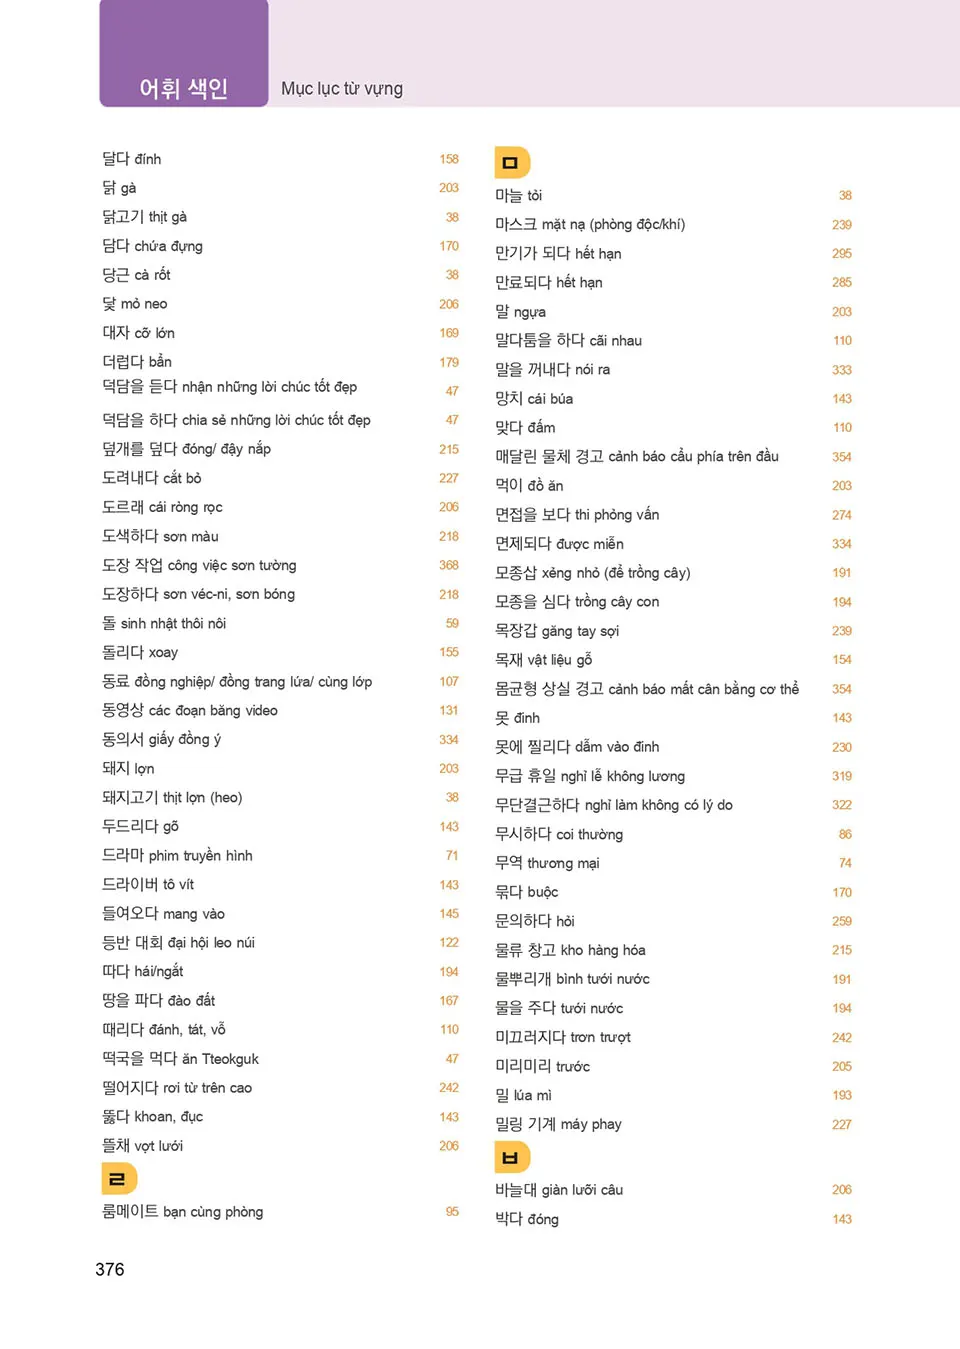 어휘 색인 Mục lục từ vựng
달다 đính 158
닭 gà 203
닭고기 thịt gà 38
담다 chứa đựng 170
당근 cà rốt 38
닻 mỏ neo 206
대자 cỡ lớn 169
더럽다 bẩn 179
덕담을 듣다 nhận những lời chúc tốt đẹp 47
덕담을 하다 chia sẻ những lời chúc tốt đẹp 47
덮개를 덮다 đóng/ đậy nắp 215
도려내다 cắt bỏ 227
도르래 cái ròng rọc 206
도색하다 sơn màu 218
도장 작업 công việc sơn tường 368
도장하다 sơn véc-ni, sơn bóng 218
돌 sinh nhật thôi nôi 59
돌리다 xoay 155
동료 đồng nghiệp/ đồng trang lứa/ cùng lớp 107
동영상 các đoạn băng video 131
동의서 giấy đồng ý 334
돼지 lợn 203
돼지고기 thịt lợn (heo) 38
두드리다 gõ 143
드라마 phim truyền hình 71
드라이버 tô vít 143
들여오다 mang vào 145
등반 대회 đại hội leo núi 122
따다 hái/ngắt 194
땅을 파다 đào đất 167
때리다 đánh, tát, vỗ 110
떡국을 먹다 ăn Tteokguk 47
떨어지다 rơi từ trên cao 242
뚫다 khoan, đục 143
뜰채 vợt lưới 206
ㄹ
룸메이트 bạn cùng phòng 95
ㅁ
마늘 tỏi 38
마스크 mặt nạ (phòng độc/khí) 239
만기가 되다 hết hạn 295
만료되다 hết hạn 285
말 ngựa 203
말다툼을 하다 cãi nhau 110
말을 꺼내다 nói ra 333
망치 cái búa 143
맞다 đấm 110
매달린 물체 경고 cảnh báo cẩu phía trên đầu 354
먹이 đồ ăn 203
면접을 보다 thi phỏng vấn 274
면제되다 được miễn 334
모종삽 xẻng nhỏ (để trồng cây) 191
모종을 심다 trồng cây con 194
목장갑 găng tay sợi 239
목재 vật liệu gỗ 154
몸균형 상실 경고 cảnh báo mất cân bằng cơ thể 354
못 đinh 143
못에 찔리다 dẫm vào đinh 230
무급 휴일 nghỉ lễ không lương 319
무단결근하다 nghỉ làm không có lý do 322
무시하다 coi thường 86
무역 thương mại 74
묶다 buộc 170
문의하다 hỏi 259
물류 창고 kho hàng hóa 215
물뿌리개 bình tưới nước 191
물을 주다 tưới nước 194
미끄러지다 trơn trượt 242
미리미리 trước 205
밀 lúa mì 193
밀링 기계 máy phay 227
ㅂ
바늘대 giàn lưỡi câu 206
박다 đóng 143
376